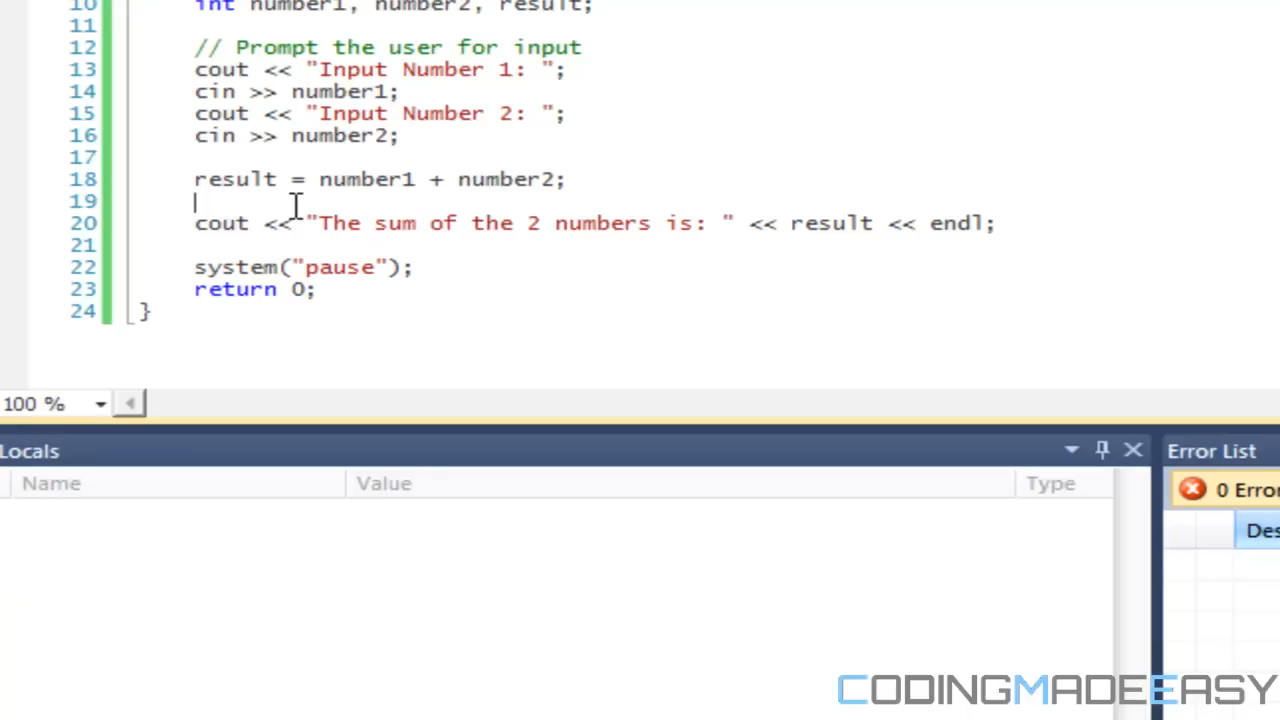 10 int number1, number2, result;
11
12 // Prompt the user for input
13 cout << "Input Number 1: ";
14 cin >> number1;
15 cout << "Input Number 2: ";
16 cin >> number2;
17
18 result = number1 + number2;
19
20 cout << "The sum of the 2 numbers is: " << result << endl;
21
22 system("pause");
23 return 0;
24 }
100 %
Locals
Name Value Type
Error List
0 Error
Des
CODINGMADEEASY